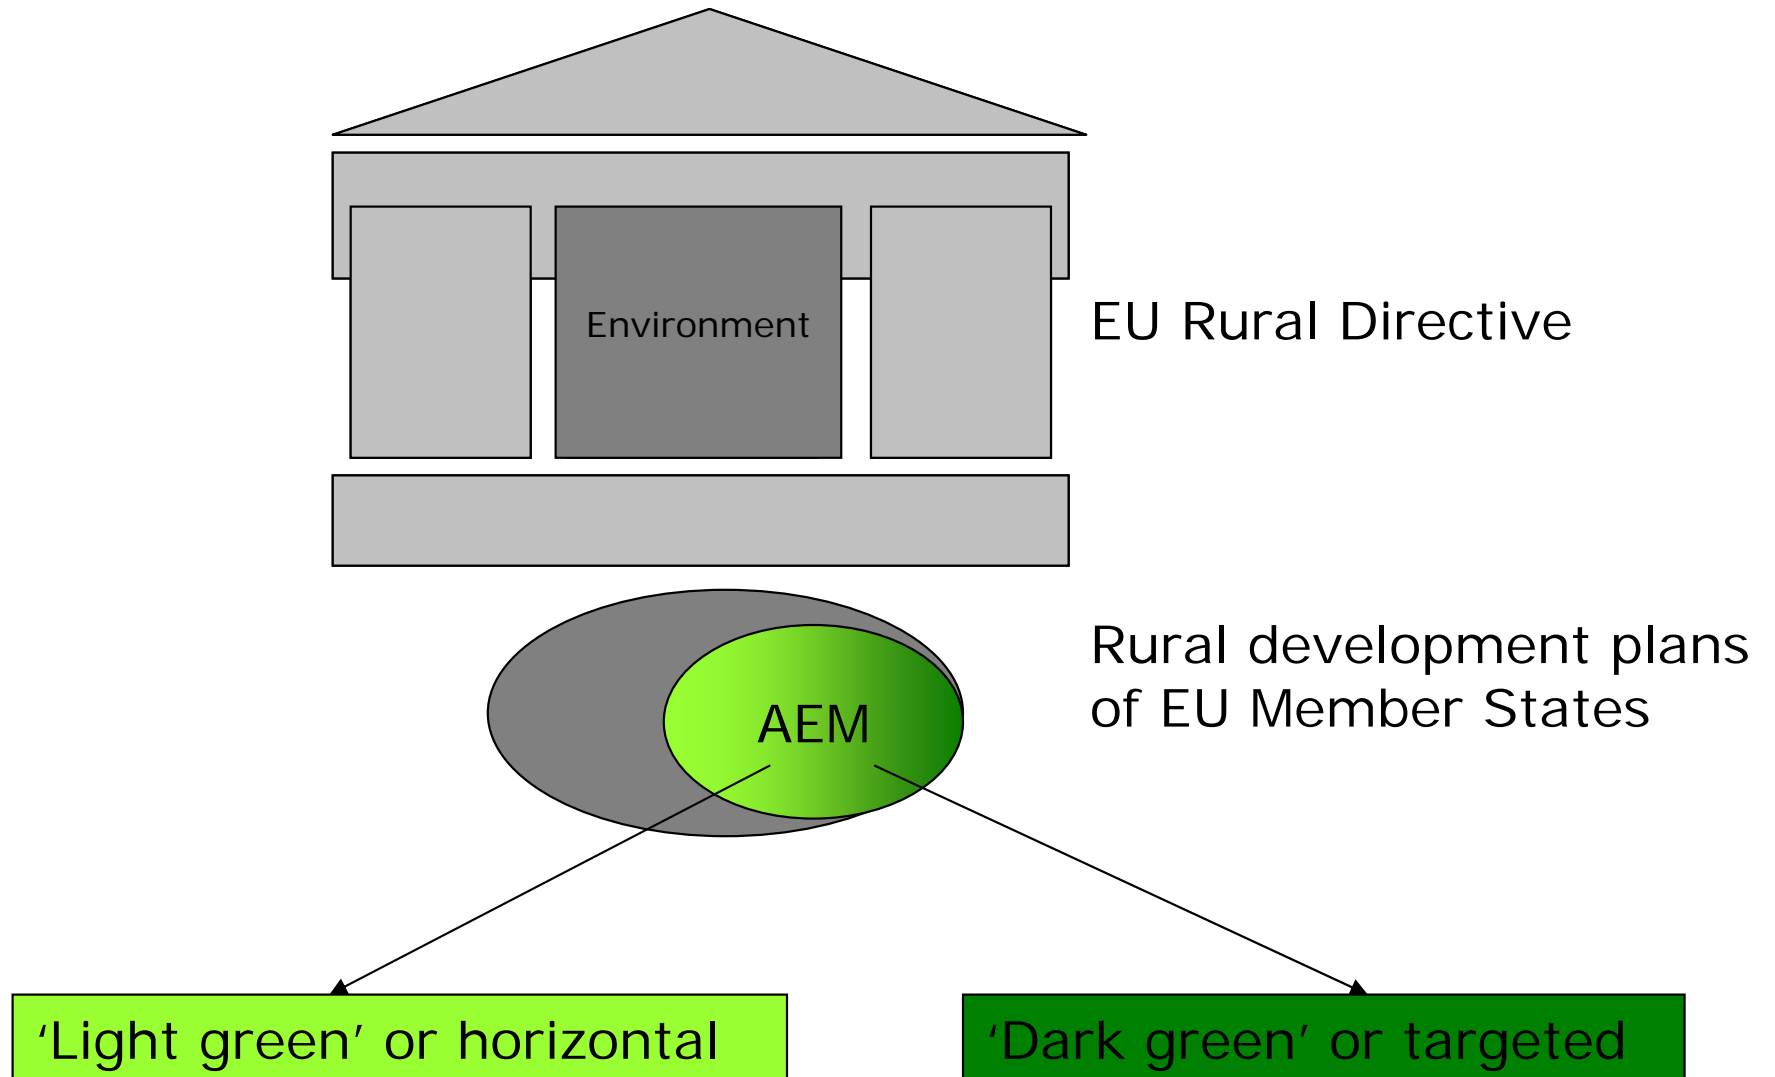 Environment
EU Rural Directive
Rural development plans
of EU Member States
AEM
‘Light green’ or horizontal
‘Dark green’ or targeted